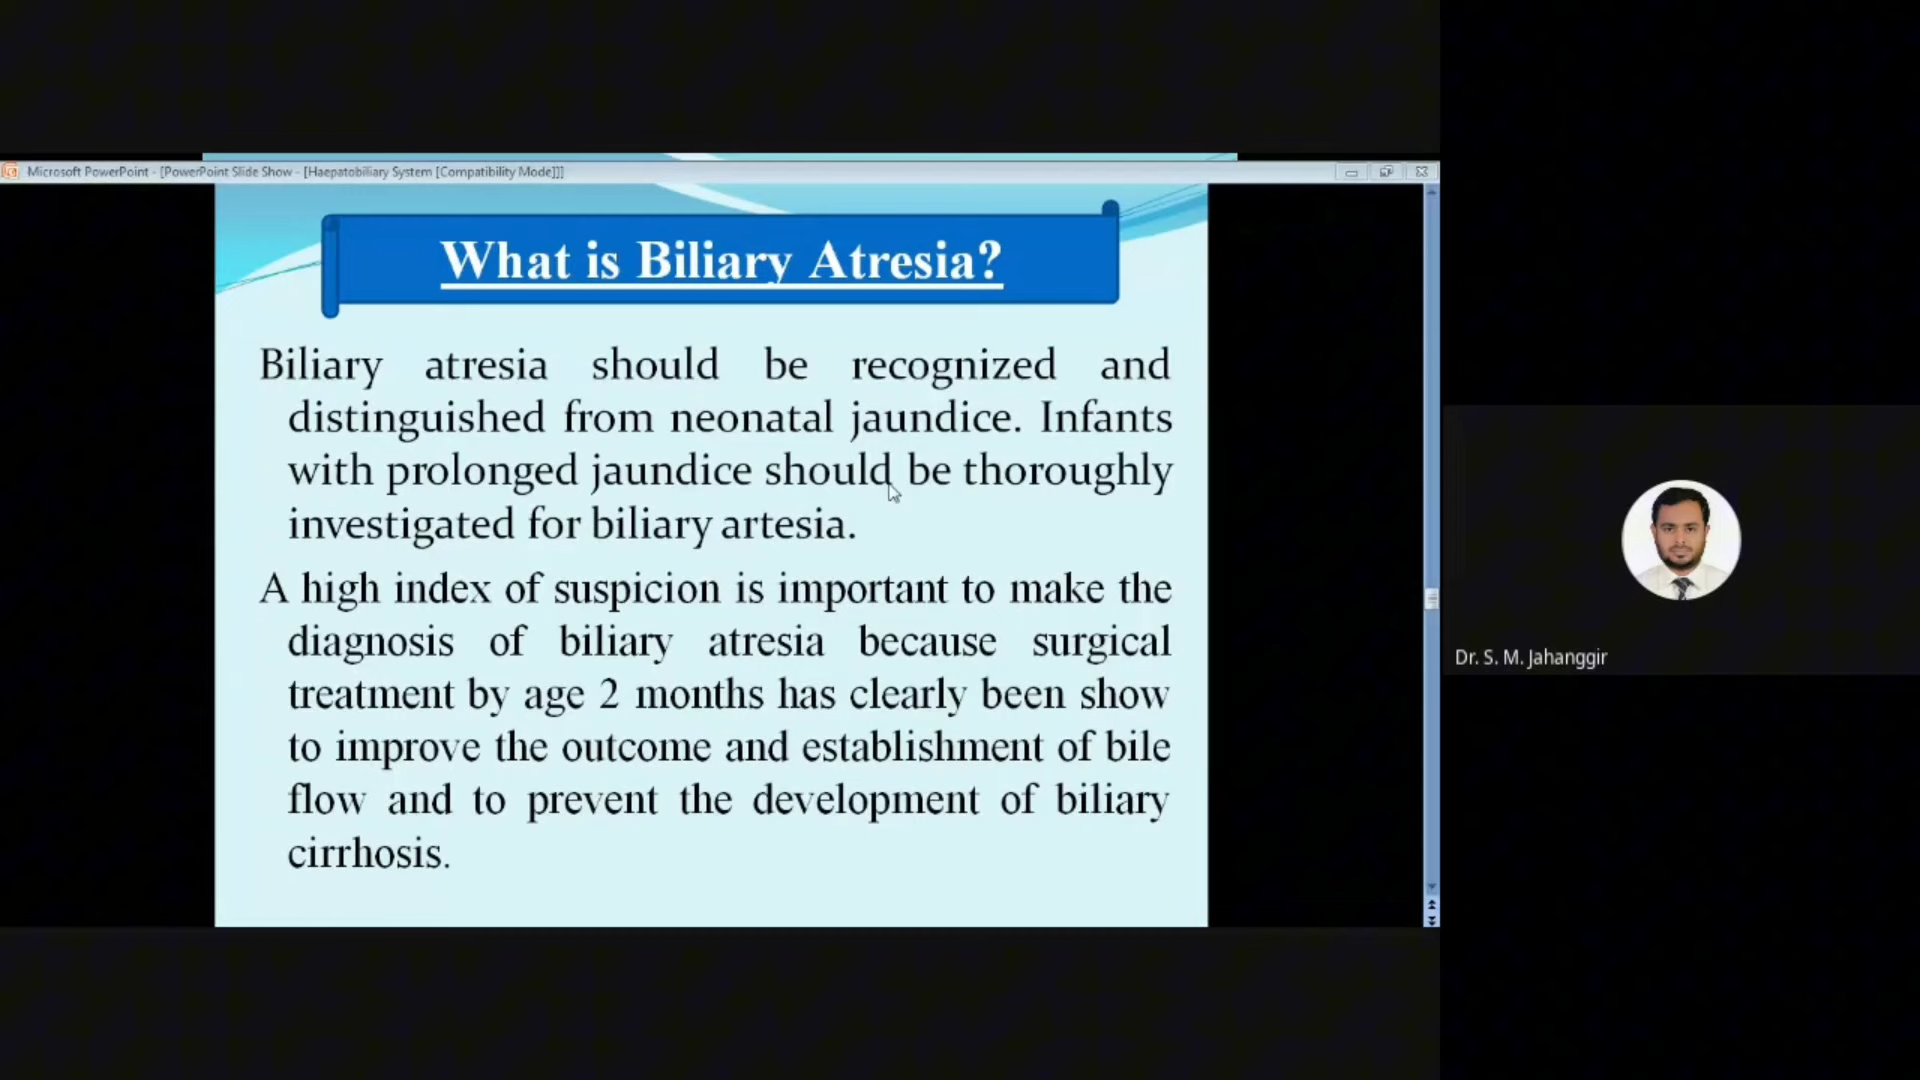 Microsoft PowerPoint - [PowerPoint Slide Show - [Haepatobiliary System [Compatibility Mode]]]
What is Biliary Atresia?
Biliary atresia should be recognized and
distinguished from neonatal jaundice. Infants
with prolonged jaundice should be thoroughly
investigated for biliary artesia.
A high index of suspicion is important to make the
diagnosis of biliary atresia because surgical
treatment by age 2 months has clearly been show
to improve the outcome and establishment of bile
flow and to prevent the development of biliary
cirrhosis.
Dr. S. M. Jahanggir